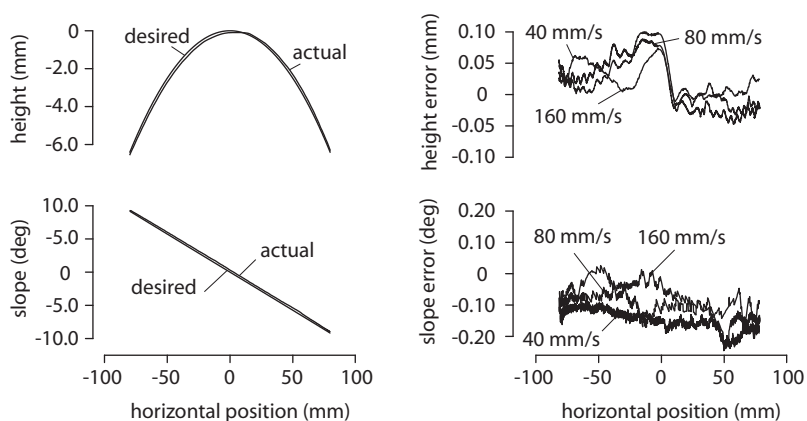 0
-2.0
-4.0
-6.0
height (mm)
desired
actual
0.10
0.05
0
-0.05
0.10
height error (mm)
40 mm/s
80 mm/s
160 mm/s
10.0
-5.0
0
-5.0
-10.0
slope (deg)
actual
desired
-100
-50
0
50
100
horizontal position (mm)
0.20
0.10
0
-0.10
-0.20
slope error (deg)
80 mm/s
160 mm/s
40 mm/s
-100
-50
0
50
100
horizontal position (mm)